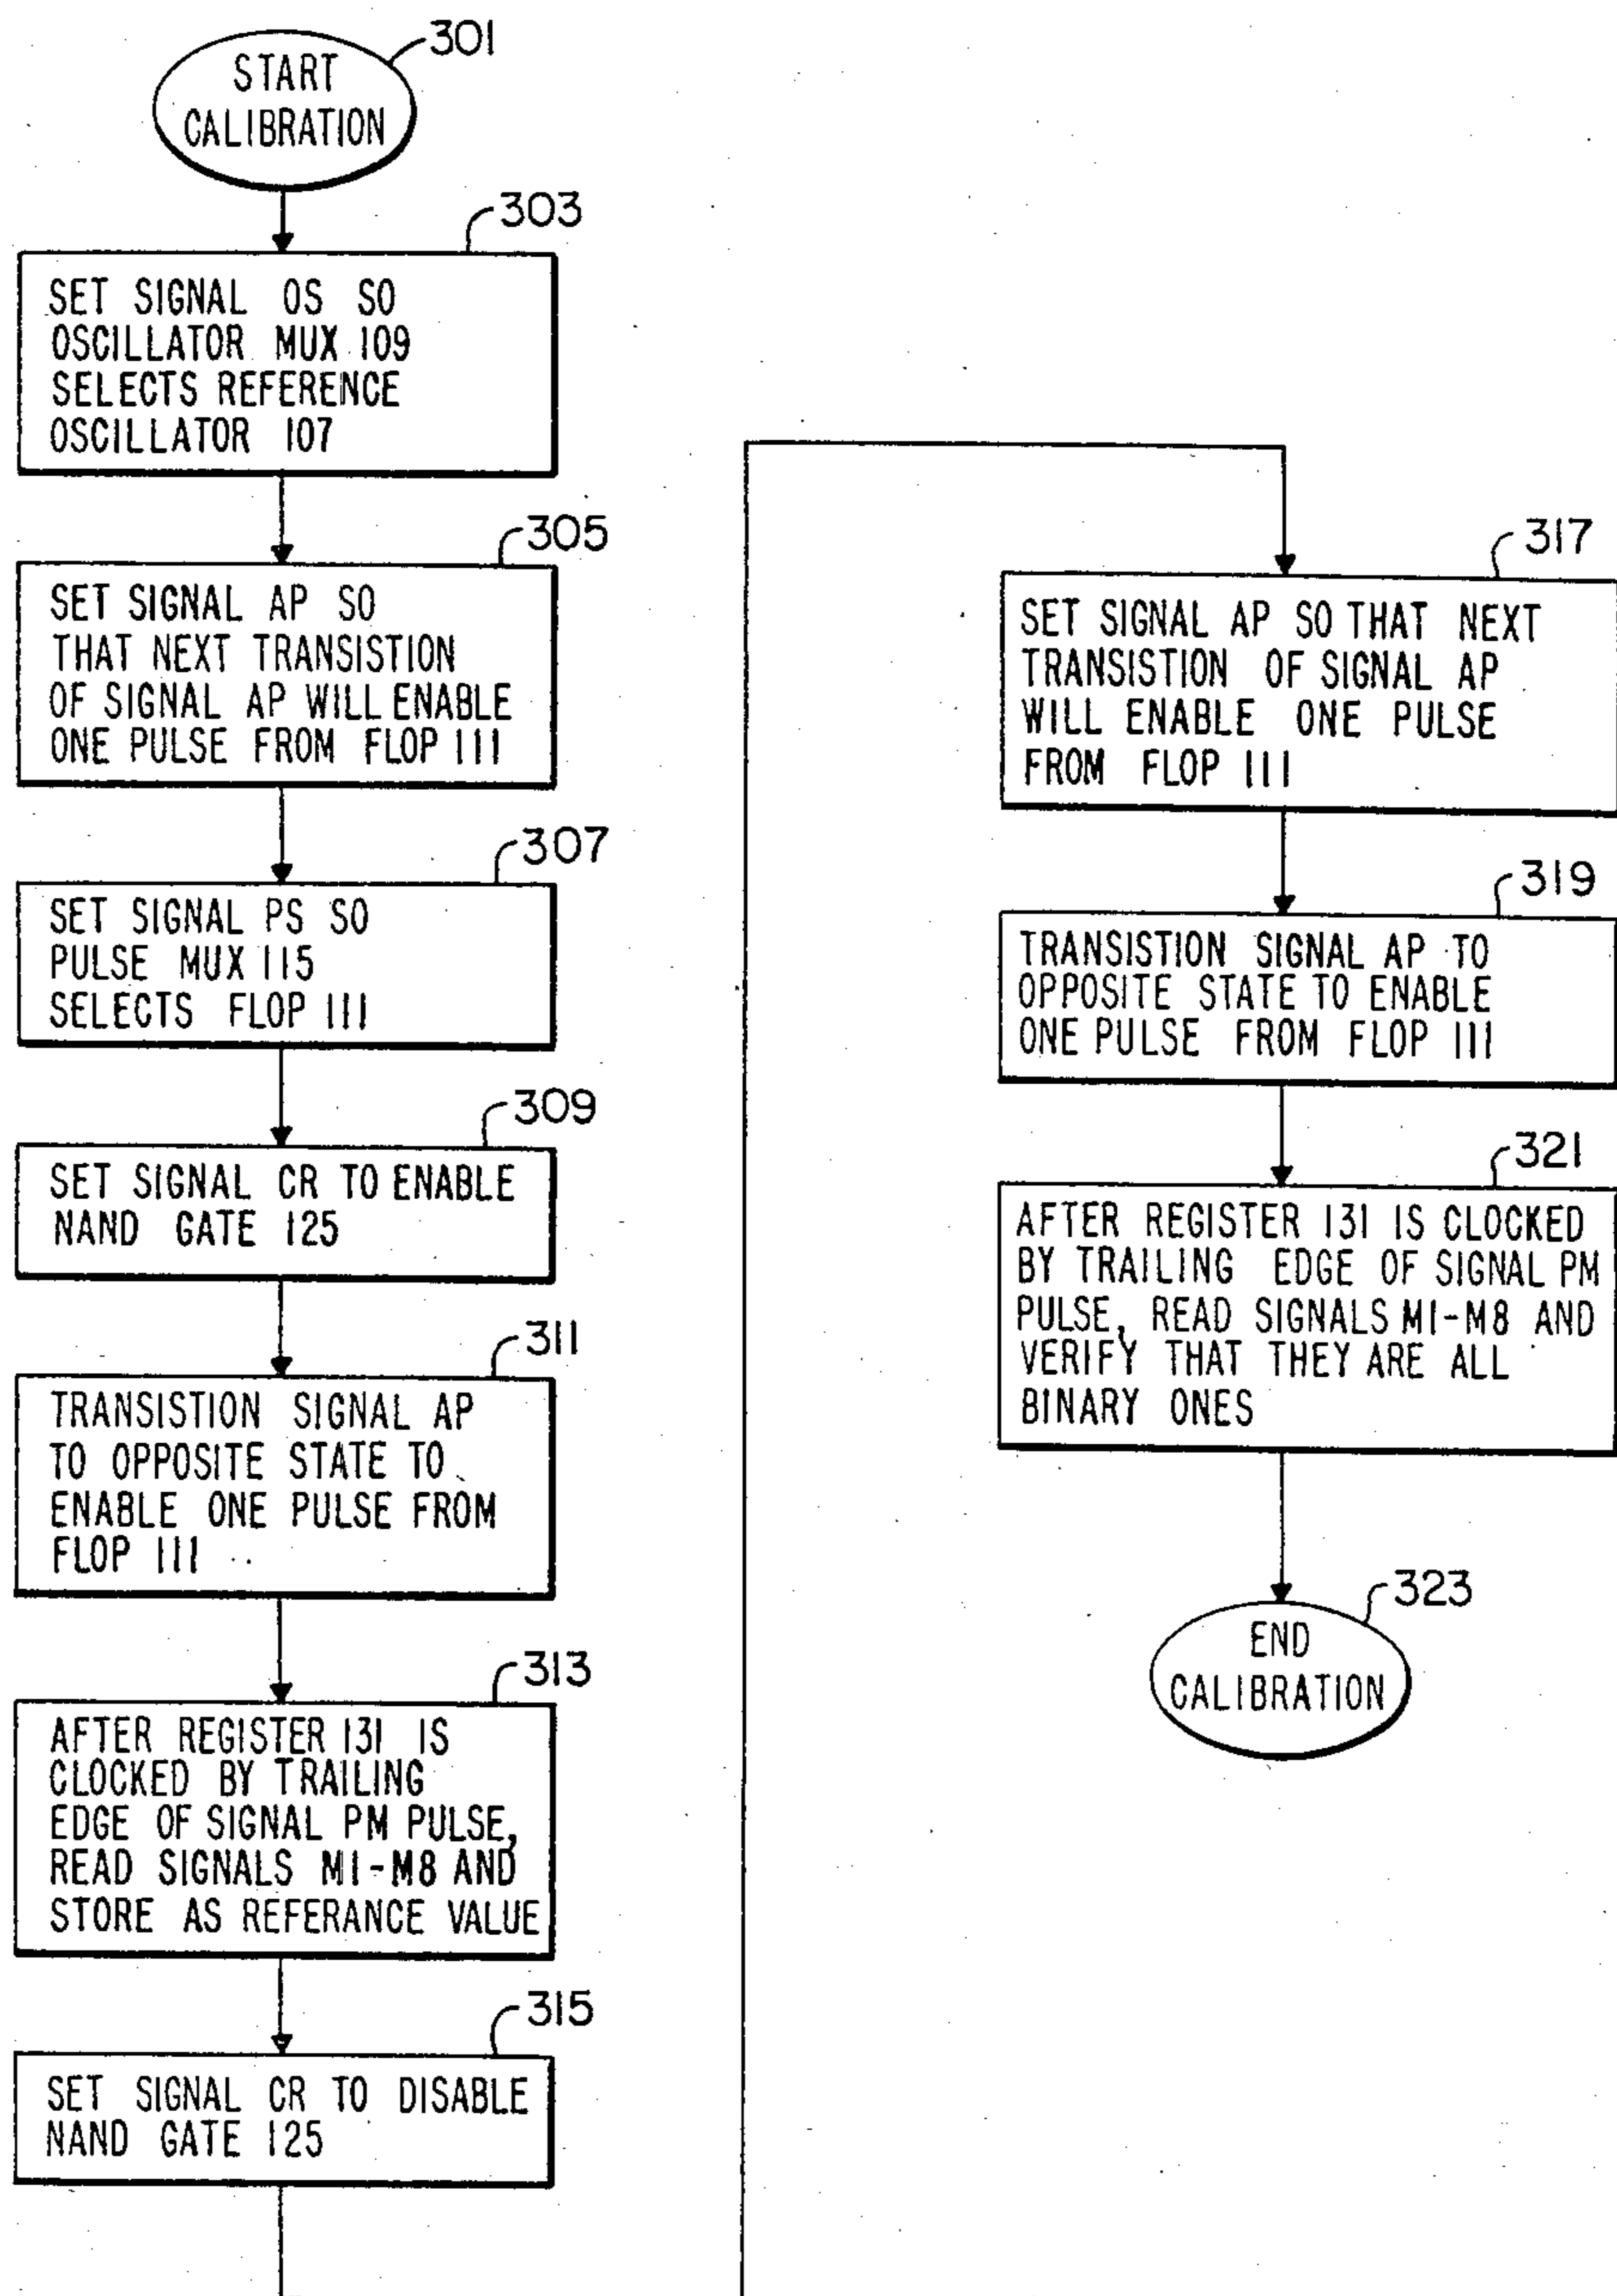 301
START
CALIBRATION
303
SET SIGNAL OS SO
OSCILLATOR MUX 109
SELECTS REFERENCE
OSCILLATOR 107
305
SET SIGNAL AP SO
THAT NEXT TRANSISTION
OF SIGNAL AP WILL ENABLE
ONE PULSE FROM FLOP 111
307
SET SIGNAL PS SO
PULSE MUX 115
SELECTS FLOP 111
309
SET SIGNAL CR TO ENABLE
NAND GATE 125
311
TRANSISTION SIGNAL AP
TO OPPOSITE STATE TO
ENABLE ONE PULSE FROM
FLOP 111
313
AFTER REGISTER 131 IS
CLOCKED BY TRAILING
EDGE OF SIGNAL PM PULSE,
READ SIGNALS M1-M8 AND
STORE AS REFERANCE VALUE
315
SET SIGNAL CR TO DISABLE
NAND GATE 125
317
SET SIGNAL AP SO THAT NEXT
TRANSISTION OF SIGNAL AP
WILL ENABLE ONE PULSE
FROM FLOP 111
319
TRANSISTION SIGNAL AP TO
OPPOSITE STATE TO ENABLE
ONE PULSE FROM FLOP 111
321
AFTER REGISTER 131 IS CLOCKED
BY TRAILING EDGE OF SIGNAL PM
PULSE, READ SIGNALS M1-M8 AND
VERIFY THAT THEY ARE ALL
BINARY ONES
323
END
CALIBRATION